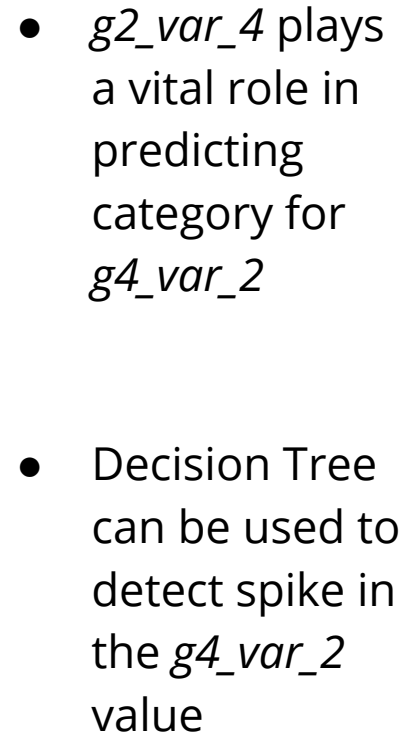 ● g2_var_4 plays
a vital role in
predicting
category for
g4_var_2
● Decision Tree
can be used to
detect spike in
the g4_var_2
value